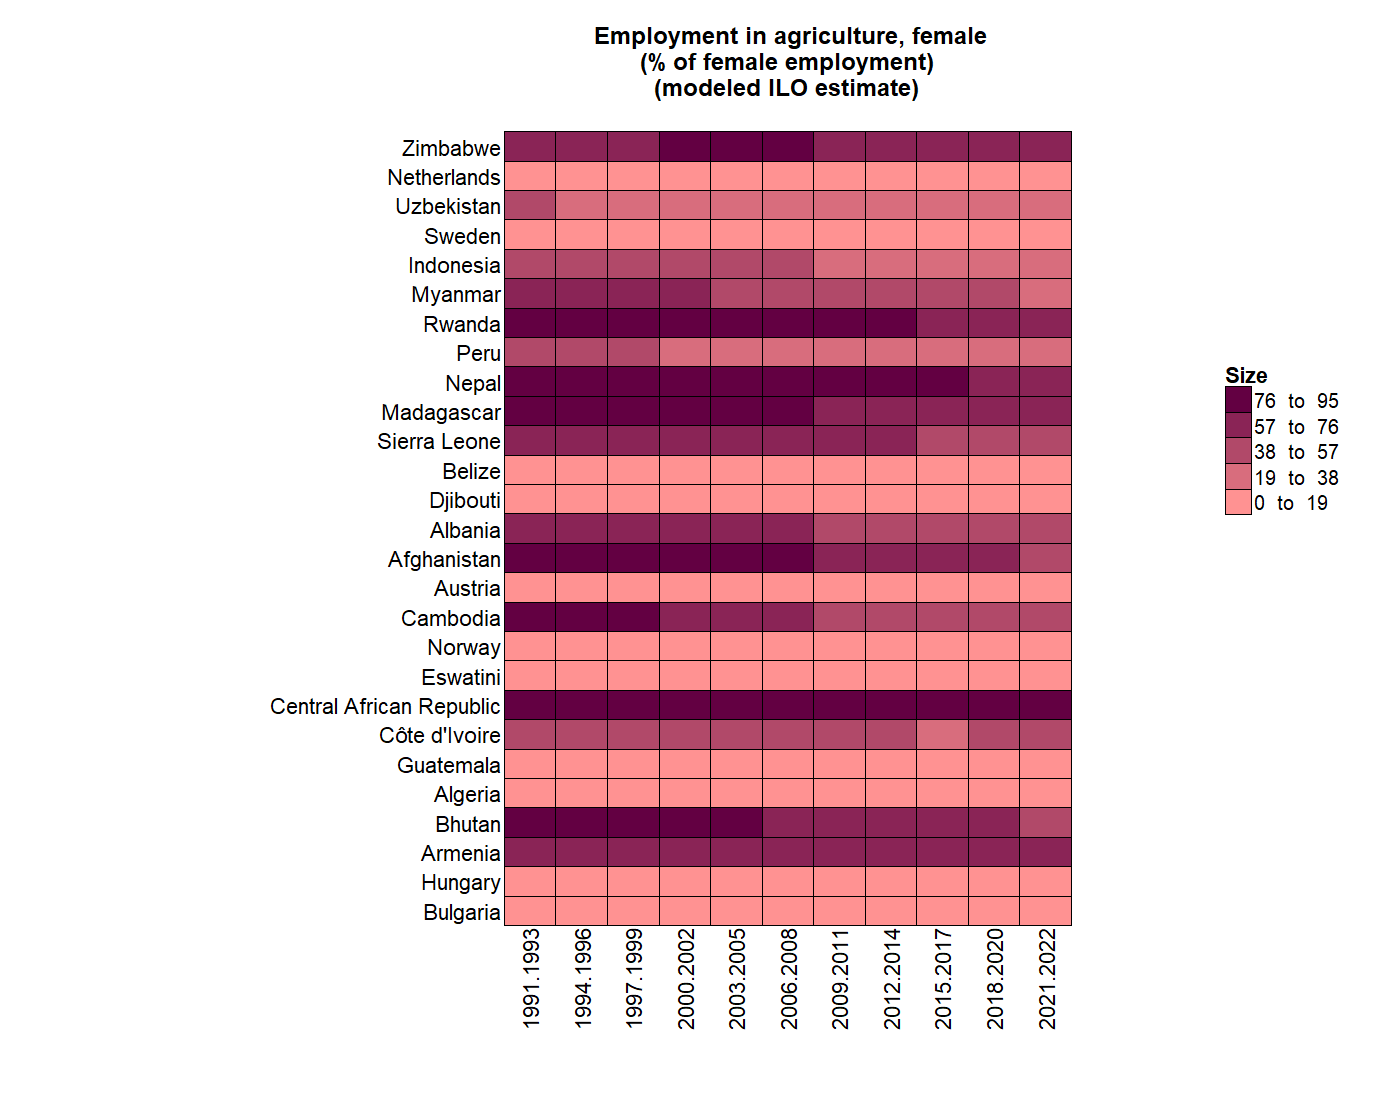 Employment in agriculture, female
(% of female employment)
(modeled ILO estimate)
Zimbabwe
Netherlands
Uzbekistan
Sweden
Indonesia
Myanmar
Rwanda
Peru
Nepal
Madagascar
Sierra Leone
Belize
Djibouti
Albania
Afghanistan
Austria
Cambodia
Norway
Eswatini
Central African Republic
Côte d'Ivoire
Guatemala
Algeria
Bhutan
Armenia
Hungary
Bulgaria
1991.1993
1994.1996
1997.1999
2000.2002
2003.2005
2006.2008
2009.2011
2012.2014
2015.2017
2018.2020
2021.2022
Size
76 to 95
57 to 76
38 to 57
19 to 38
0 to 19